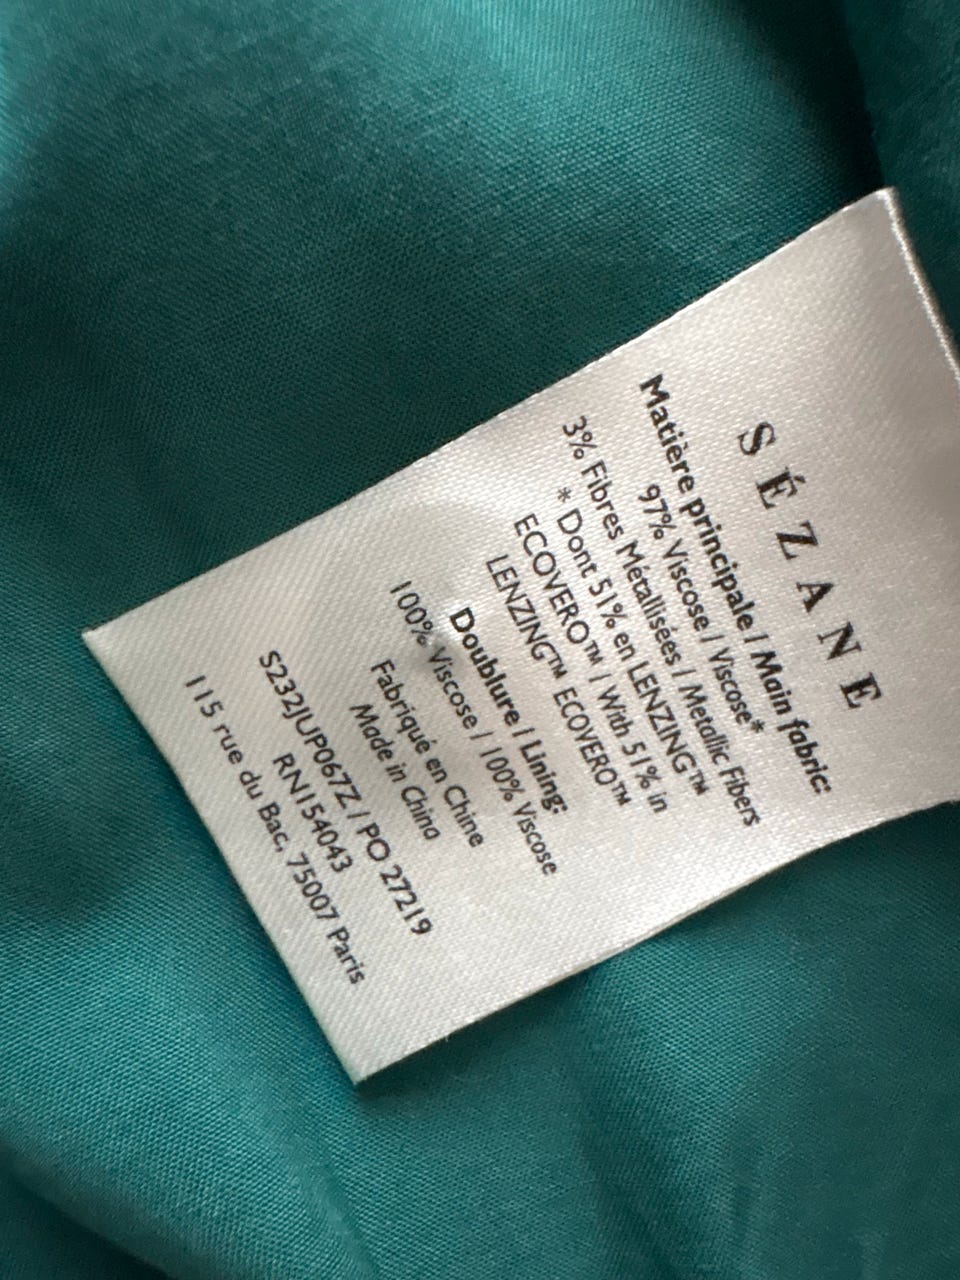 SÉZANE
Matière principale / Main fabric:
97% Viscose / Viscose*
3% Fibres Métallisées / Metallic Fibers
* Dont 51% en LENZING™
ECOVERO™ / With 51% in
LENZING™ ECOVERO™
Doublure / Lining:
100% Viscose / 100% Viscose
Fabriqué en Chine
Made in China
S232JUP067Z / PO 27219
RN154043
115 rue du Bac, 75007 Paris